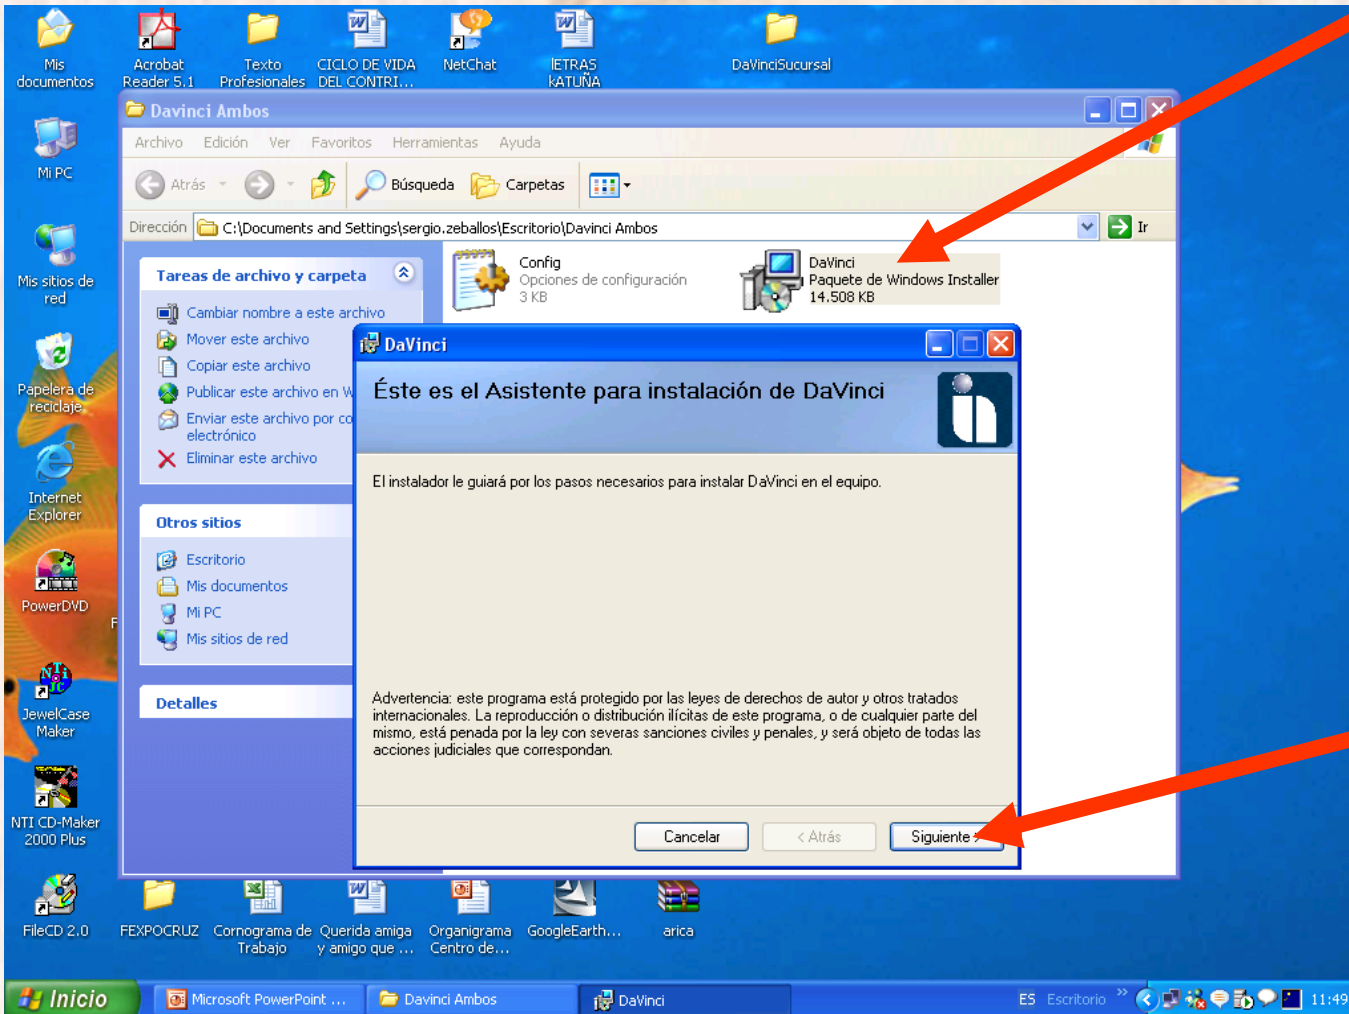 Mis
documentos
Acrobat
Reader 5.1
Texto
Profesionales
CICLO DE VIDA
DEL CONTRI...
NetChat
lETRAS
kATUÑA
DaVinciSucursal
Mi PC
Mis sitios de
red
Papelera de
reciclaje
Internet
Explorer
PowerDVD
F
JewelCase
Maker
NTI CD-Maker
2000 Plus
FileCD 2.0
Davinci Ambos
Archivo Edición Ver Favoritos Herramientas Ayuda
Atrás Búsqueda Carpetas
Dirección C:\Documents and Settings\sergio.zeballos\Escritorio\Davinci Ambos Ir
Tareas de archivo y carpeta
Cambiar nombre a este archivo
Mover este archivo
Copiar este archivo
Publicar este archivo en W
Enviar este archivo por co
electrónico
Eliminar este archivo
Otros sitios
Escritorio
Mis documentos
Mi PC
Mis sitios de red
Detalles
Config
Opciones de configuración
3 KB
DaVinci
Paquete de Windows Installer
14.508 KB
DaVinci
Éste es el Asistente para instalación de DaVinci
El instalador le guiará por los pasos necesarios para instalar DaVinci en el equipo.
Advertencia: este programa está protegido por las leyes de derechos de autor y otros tratados
internacionales. La reproducción o distribución ilícitas de este programa, o de cualquier parte del
mismo, está penada por la ley con severas sanciones civiles y penales, y será objeto de todas las
acciones judiciales que correspondan.
Cancelar < Atrás Siguiente >
FEXPOCRUZ
Cornograma de
Trabajo
Querida amiga
y amigo que ...
Organigrama
Centro de...
GoogleEarth...
arica
Inicio Microsoft PowerPoint ... Davinci Ambos DaVinci ES Escritorio » 11:49